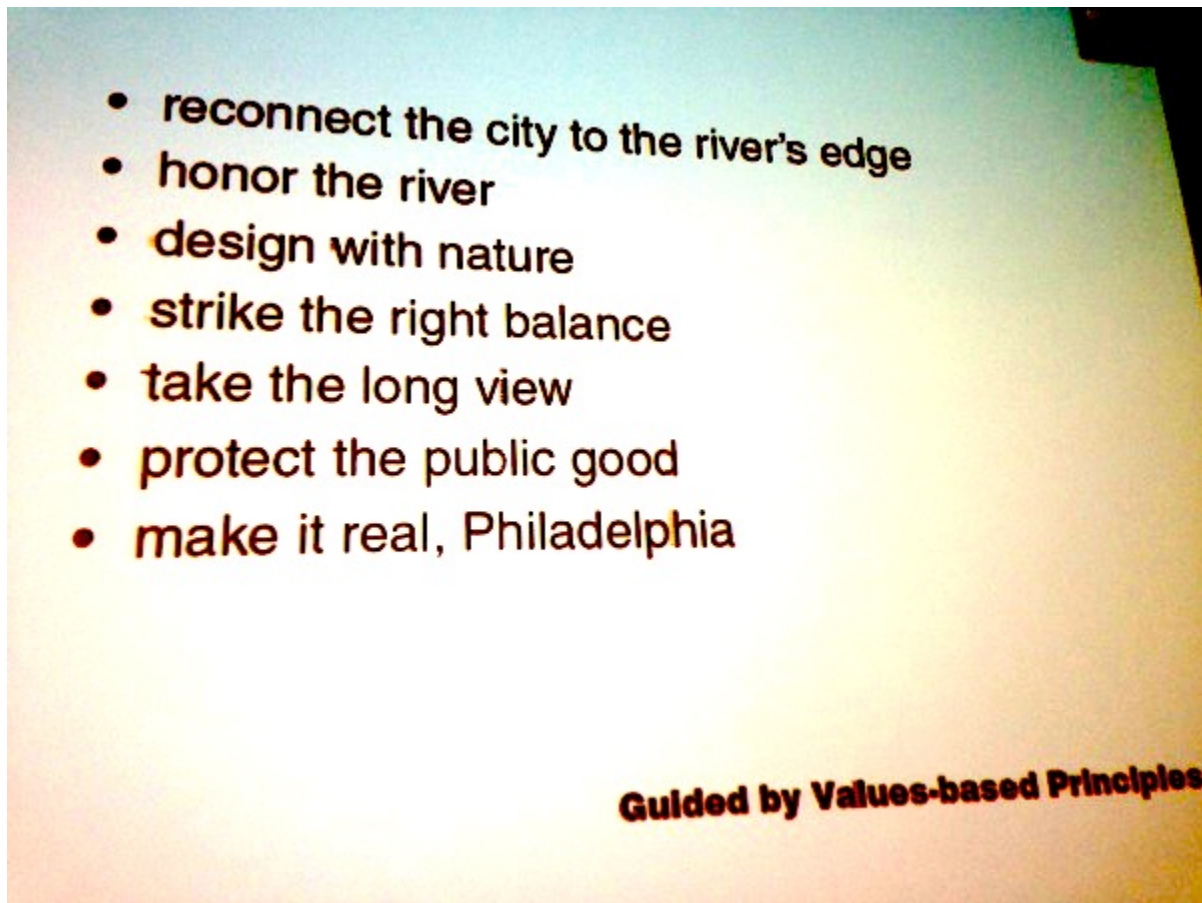 • reconnect the city to the river's edge
• honor the river
• design with nature
• strike the right balance
• take the long view
• protect the public good
• make it real, Philadelphia
Guided by Values-based Principles